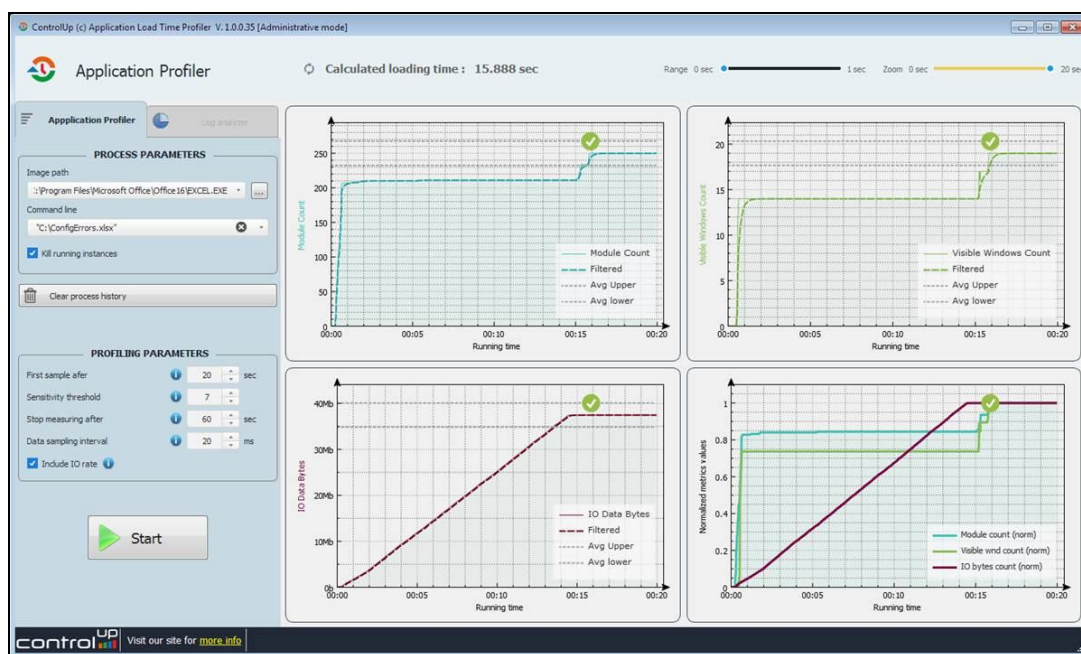 ControlUp (c) Application Load Time Profiler V. 1.0.0.35 [Administrative mode]
Application Profiler
Calculated loading time : 15.888 sec
Range 0 sec 1 sec Zoom 0 sec 20 sec
Appplication Profiler
Log analyze
PROCESS PARAMETERS
Image path
:\Program Files\Microsoft Office\Office16\EXCEL.EXE ...
Command line
"C:\ConfigErrors.xlsx"
Kill running instances
Clear process history
PROFILING PARAMETERS
First sample afer 20 sec
Sensitivity threshold 7
Stop measuring after 60 sec
Data sampling interval 20 ms
Include IO rate
Start
Module Count
250
200
150
100
50
0
Module Count
Filtered
Avg Upper
Avg lower
00:00 00:05 00:10 00:15 00:20
Running time
Visible Windows Count
20
15
10
5
0
Visible Windows Count
Filtered
Avg Upper
Avg lower
00:00 00:05 00:10 00:15 00:20
Running time
IO Data Bytes
40Mb
30Mb
20Mb
10Mb
0b
IO Data Bytes
Filtered
Avg Upper
Avg lower
00:00 00:05 00:10 00:15 00:20
Running time
Normalized metrics values
1
0.8
0.6
0.4
0.2
0
Module count (norm)
Visible wnd count (norm)
IO bytes count (norm)
00:00 00:05 00:10 00:15 00:20
Running time
controlup Visit our site for more info